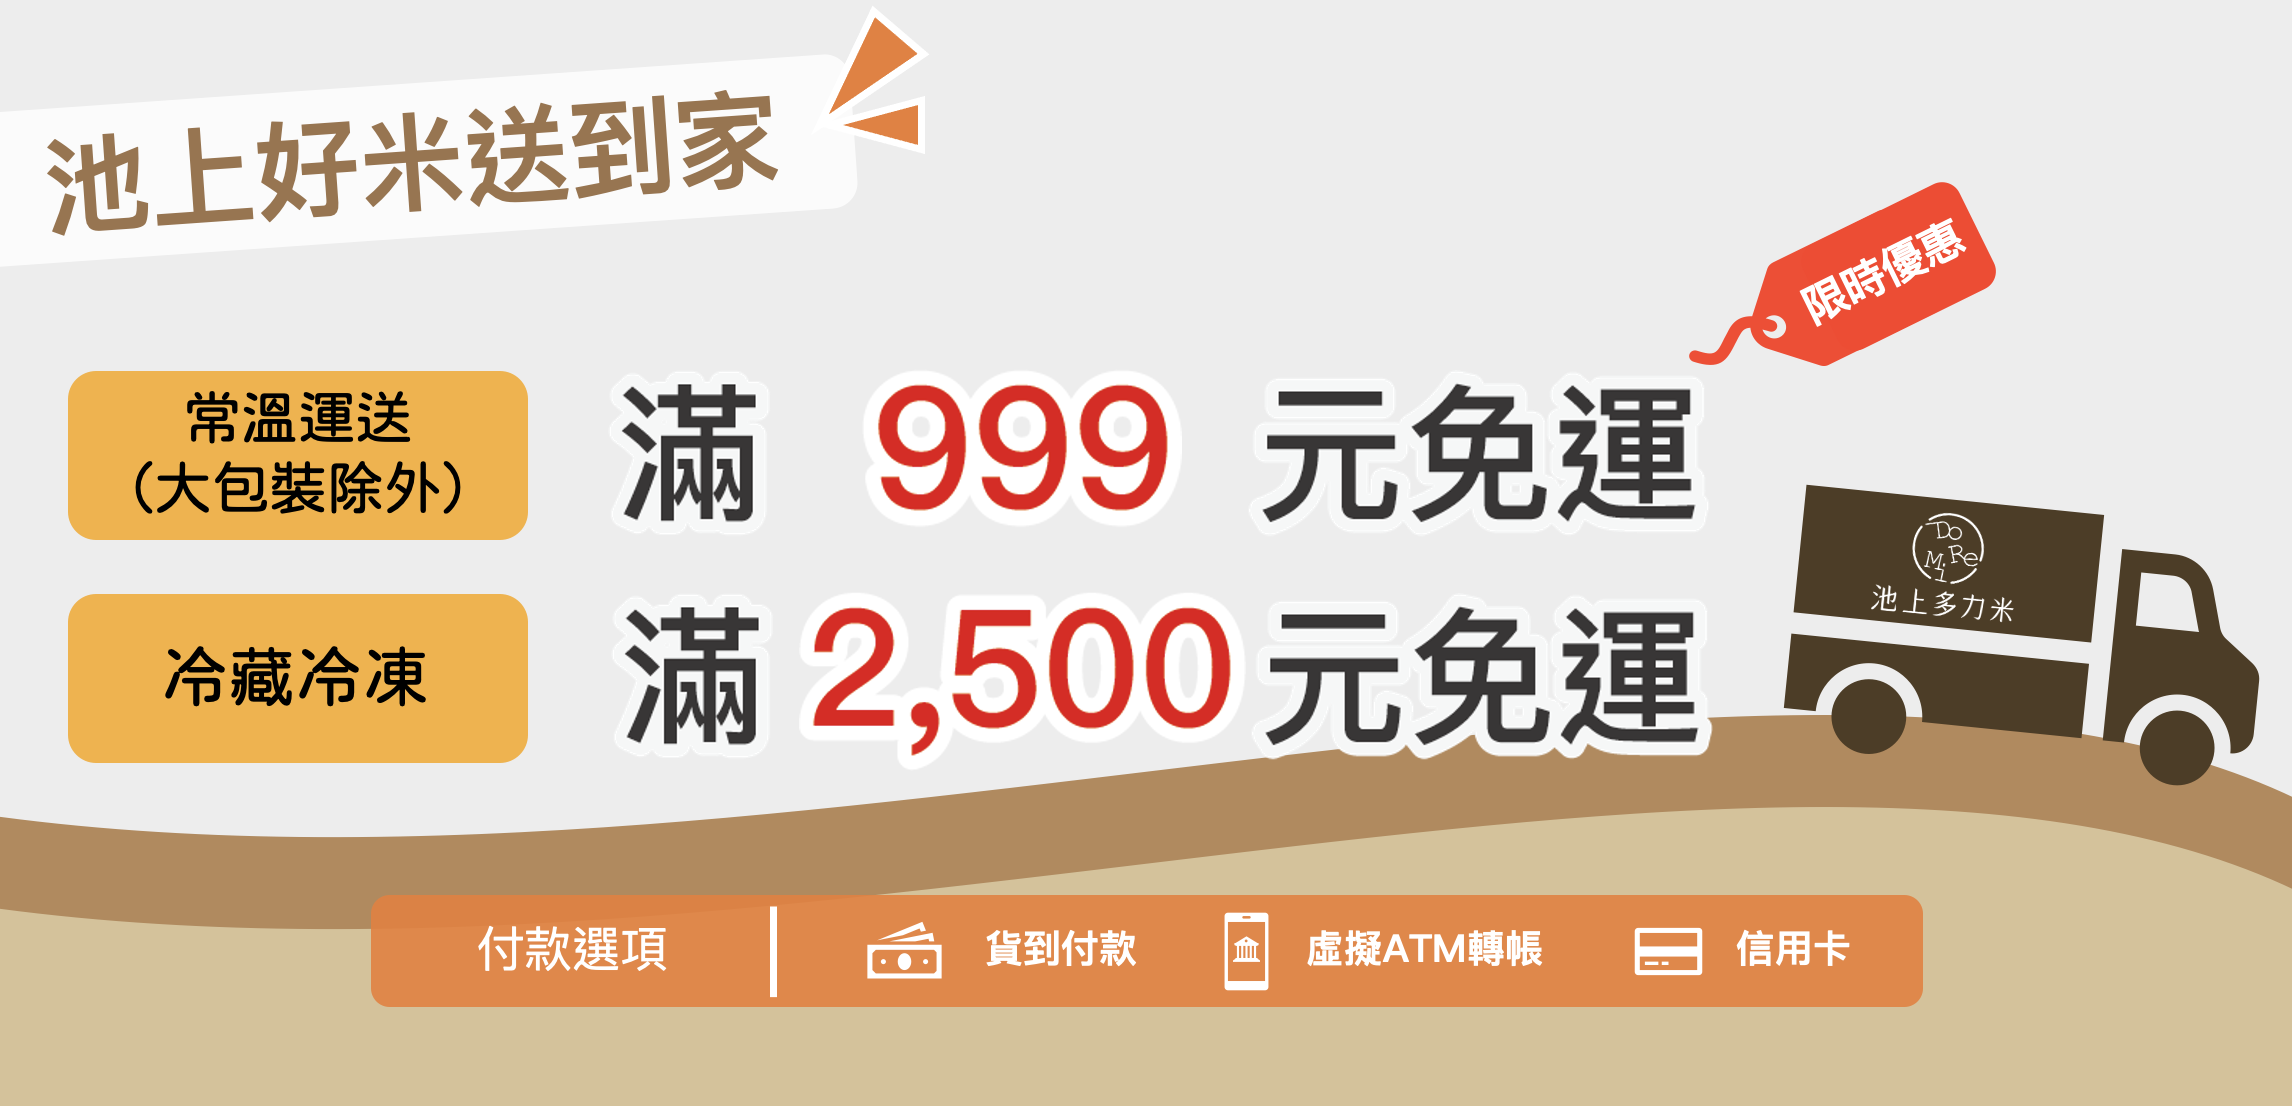 池上好米送到家
限時優惠
常溫運送
(大包裝除外)
滿 999 元免運
冷藏冷凍
滿 2,500 元免運
Do
Mi Re
池上多力米
付款選項
貨到付款
虛擬ATM轉帳
信用卡